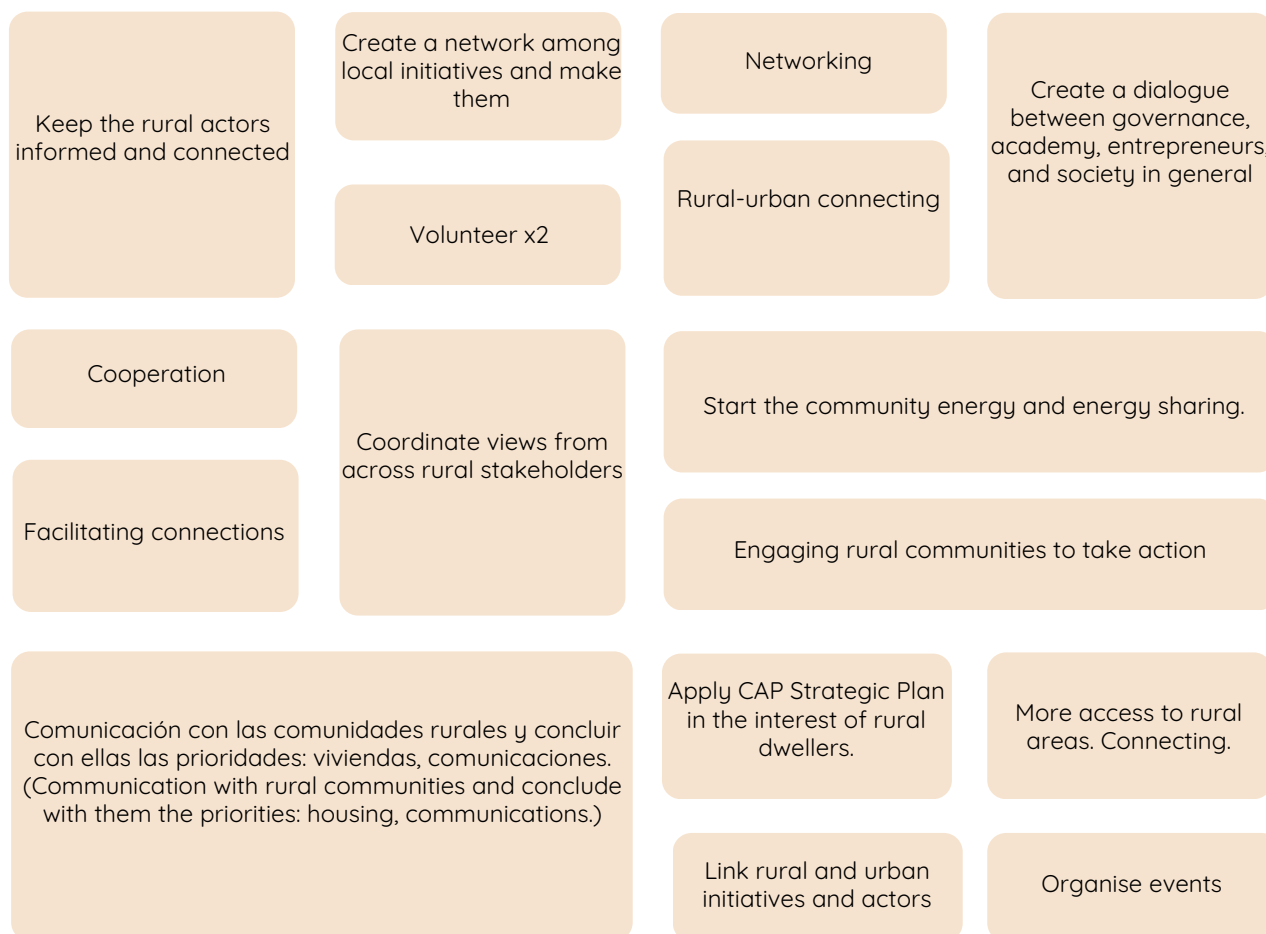 Keep the rural actors
informed and connected
Create a network among
local initiatives and make
them
Volunteer x2
Networking
Rural-urban connecting
Create a dialogue
between governance,
academy, entrepreneurs,
and society in general
Cooperation
Facilitating connections
Coordinate views from
across rural stakeholders
Start the community energy and energy sharing.
Engaging rural communities to take action
Comunicación con las comunidades rurales y concluir
con ellas las prioridades: viviendas, comunicaciones.
(Communication with rural communities and conclude
with them the priorities: housing, communications.)
Apply CAP Strategic Plan
in the interest of rural
dwellers.
More access to rural
areas. Connecting.
Link rural and urban
initiatives and actors
Organise events